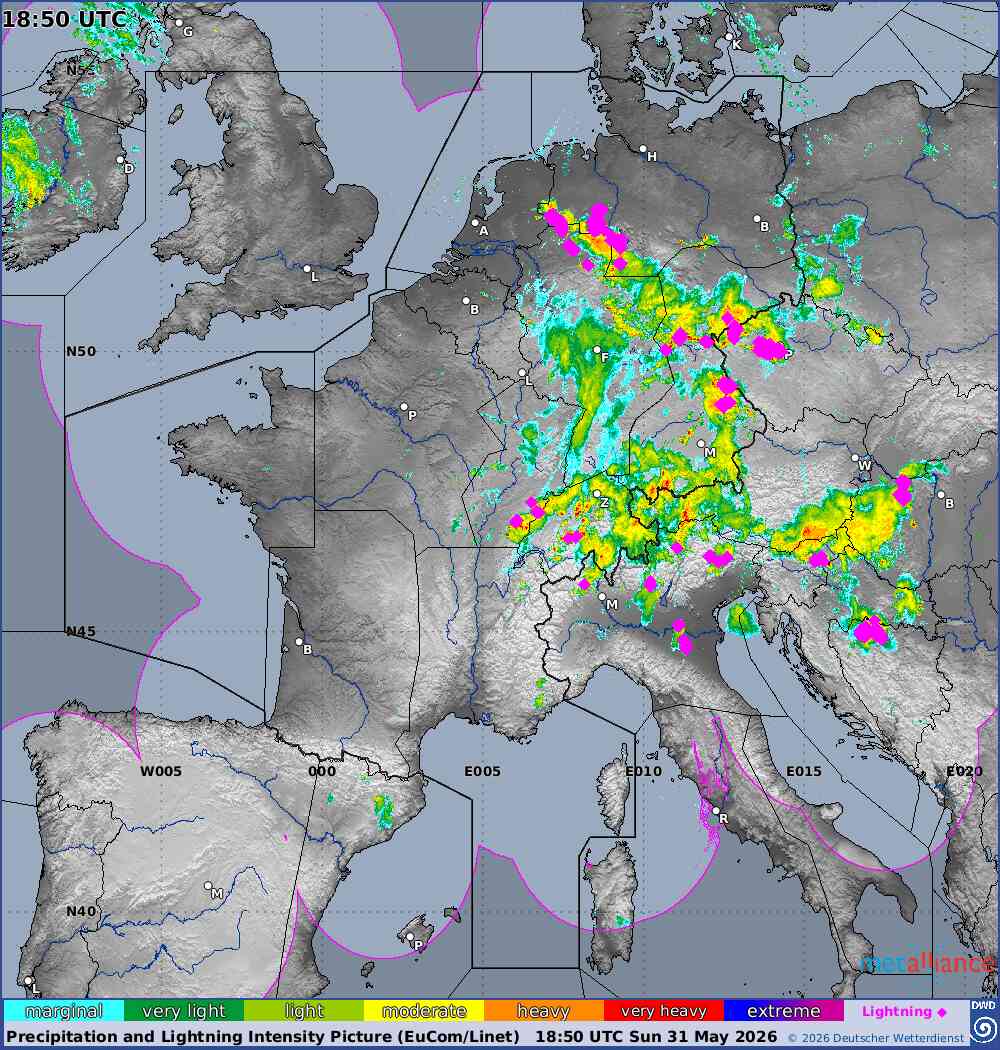 18:50 UTC
G
K
N55
D
H
A
B
L
B
N50
F
P
L
P
M
W
Z
B
M
N45
B
W005
000
E005
E010
E015
E020
R
M
N40
P
L
metalliance
marginal very light light moderate heavy very heavy extreme Lightning DWD
Precipitation and Lightning Intensity Picture (EuCom/Linet) 18:50 UTC Sun 31 May 2026 © 2026 Deutscher Wetterdienst